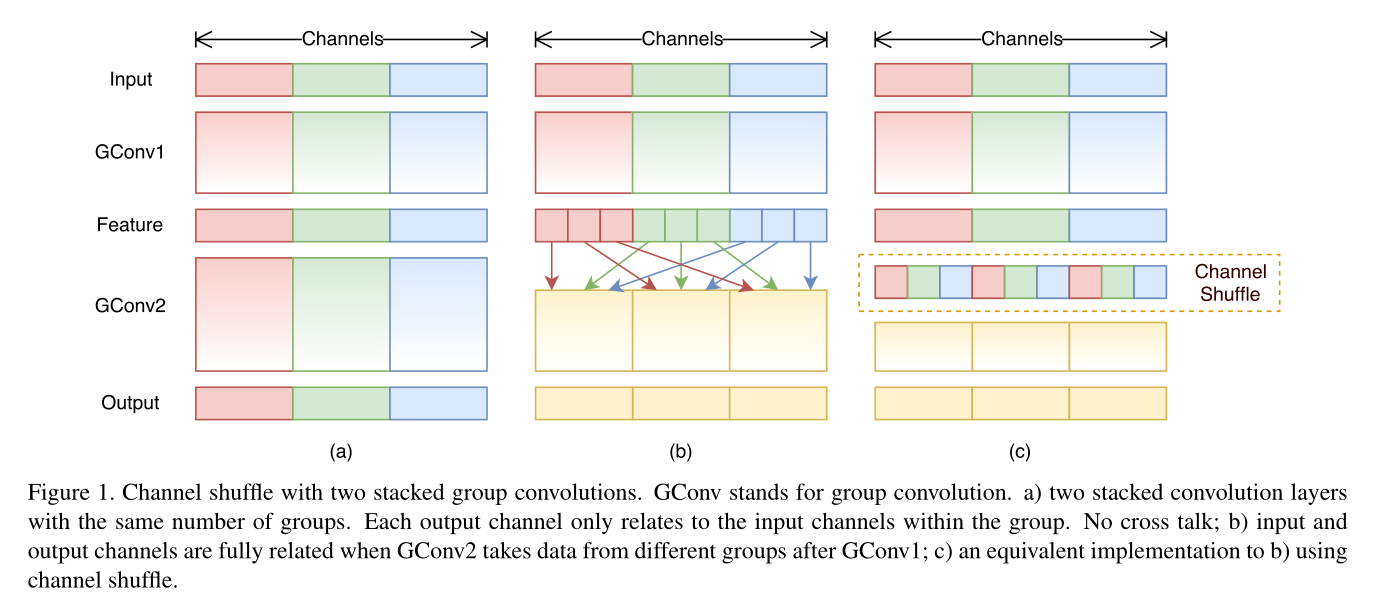 Channels Channels Channels
Input
GConv1
Feature
Channel
Shuffle
GConv2
Output
(a) (b) (c)
Figure 1. Channel shuffle with two stacked group convolutions. GConv stands for group convolution. a) two stacked convolution layers
with the same number of groups. Each output channel only relates to the input channels within the group. No cross talk; b) input and
output channels are fully related when GConv2 takes data from different groups after GConv1; c) an equivalent implementation to b) using
channel shuffle.